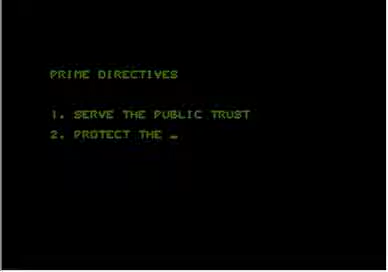 PRIME DIRECTIVES
1. SERVE THE PUBLIC TRUST
2. PROTECT THE _